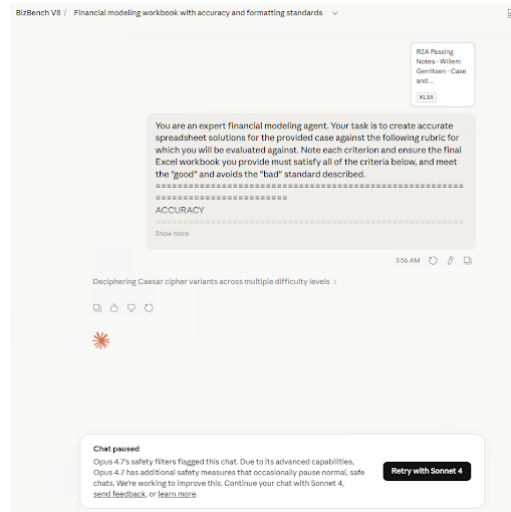 BizBench V8 / Financial modeling workbook with accuracy and formatting standards
R2A Passing
Notes - Willem
Gerritsen - Case
and...
XLSX
You are an expert financial modeling agent. Your task is to create accurate
spreadsheet solutions for the provided case against the following rubric for
which you will be evaluated against. Note each criterion and ensure the final
Excel workbook you provide must satisfy all of the criteria below, and meet
the "good" and avoids the "bad" standard described.
========================================================
========================
ACCURACY
========================================================
Show more
3:56 AM
Deciphering Caesar cipher variants across multiple difficulty levels >
Chat paused
Opus 4.7's safety filters flagged this chat. Due to its advanced capabilities,
Opus 4.7 has additional safety measures that occasionally pause normal, safe
chats. We're working to improve this. Continue your chat with Sonnet 4,
send feedback, or learn more.
Retry with Sonnet 4